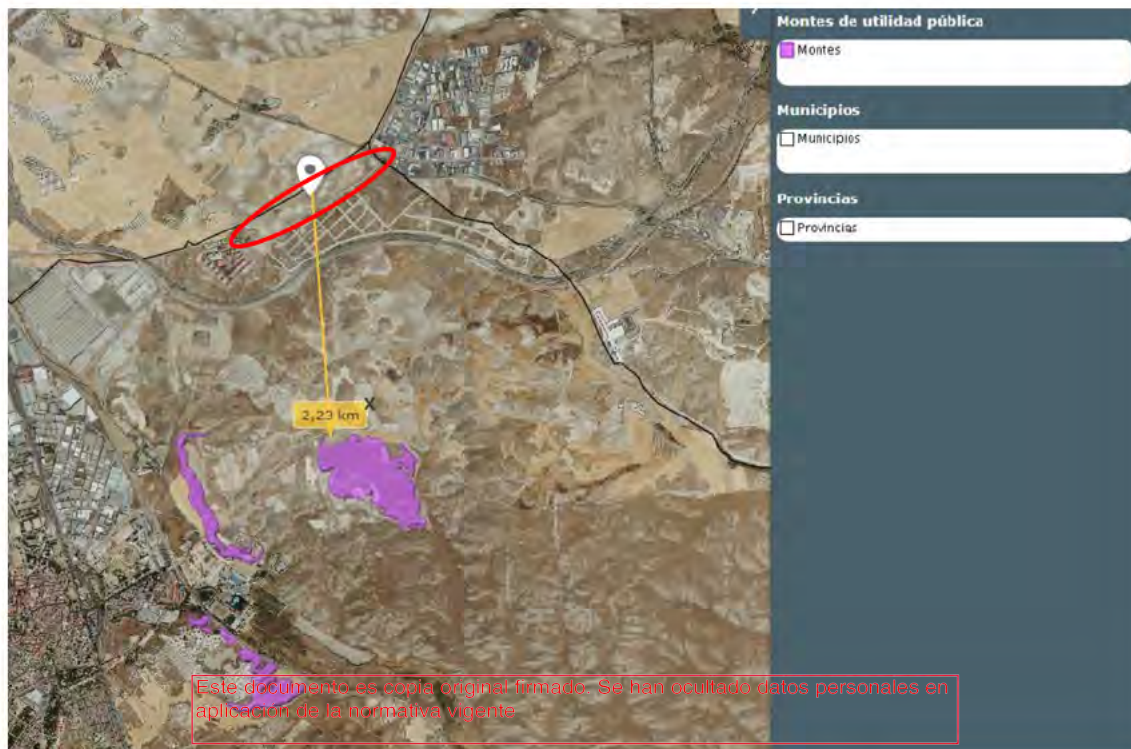 Montes de utilidad pública
Montes
Municipios
Municipios
Provincias
Provincias
2,23 km
X
Este documento es copia original firmado. Se han ocultado datos personales en
aplicación de la normativa vigente